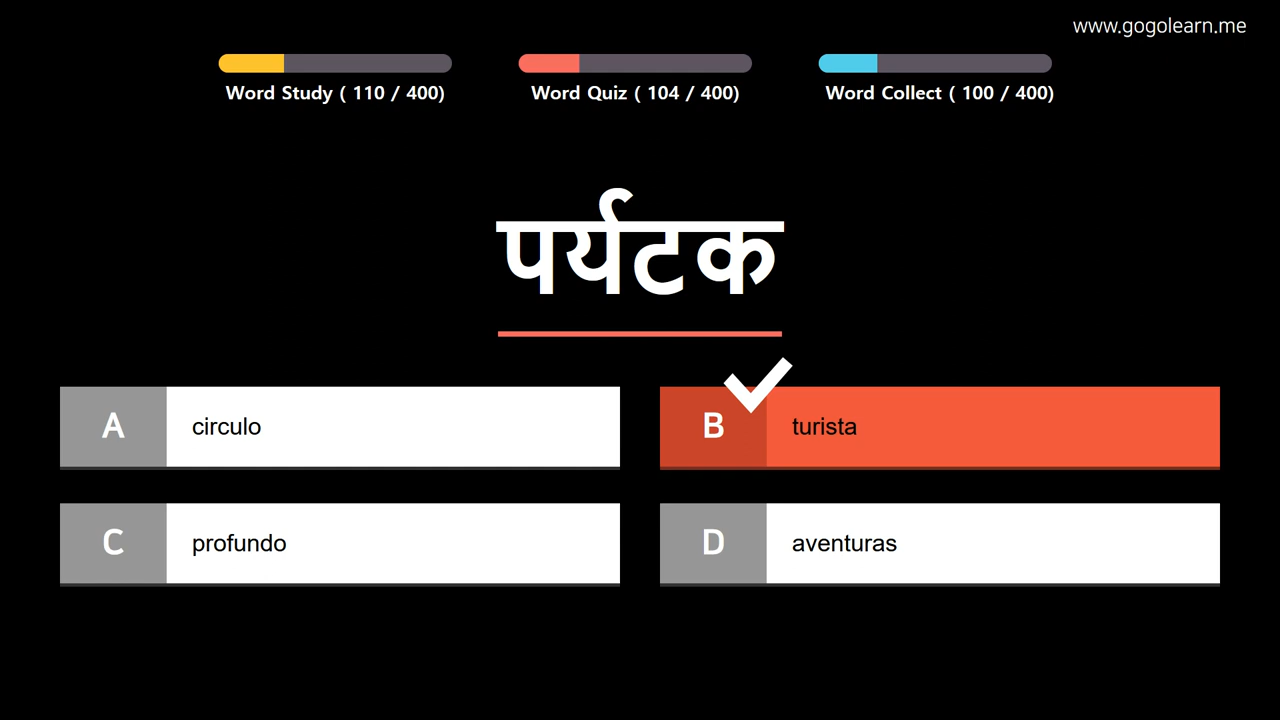 www.gogolearn.me
Word Study ( 110 / 400)
Word Quiz ( 104 / 400)
Word Collect ( 100 / 400)
पर्यटक
A circulo
B turista
C profundo
D aventuras